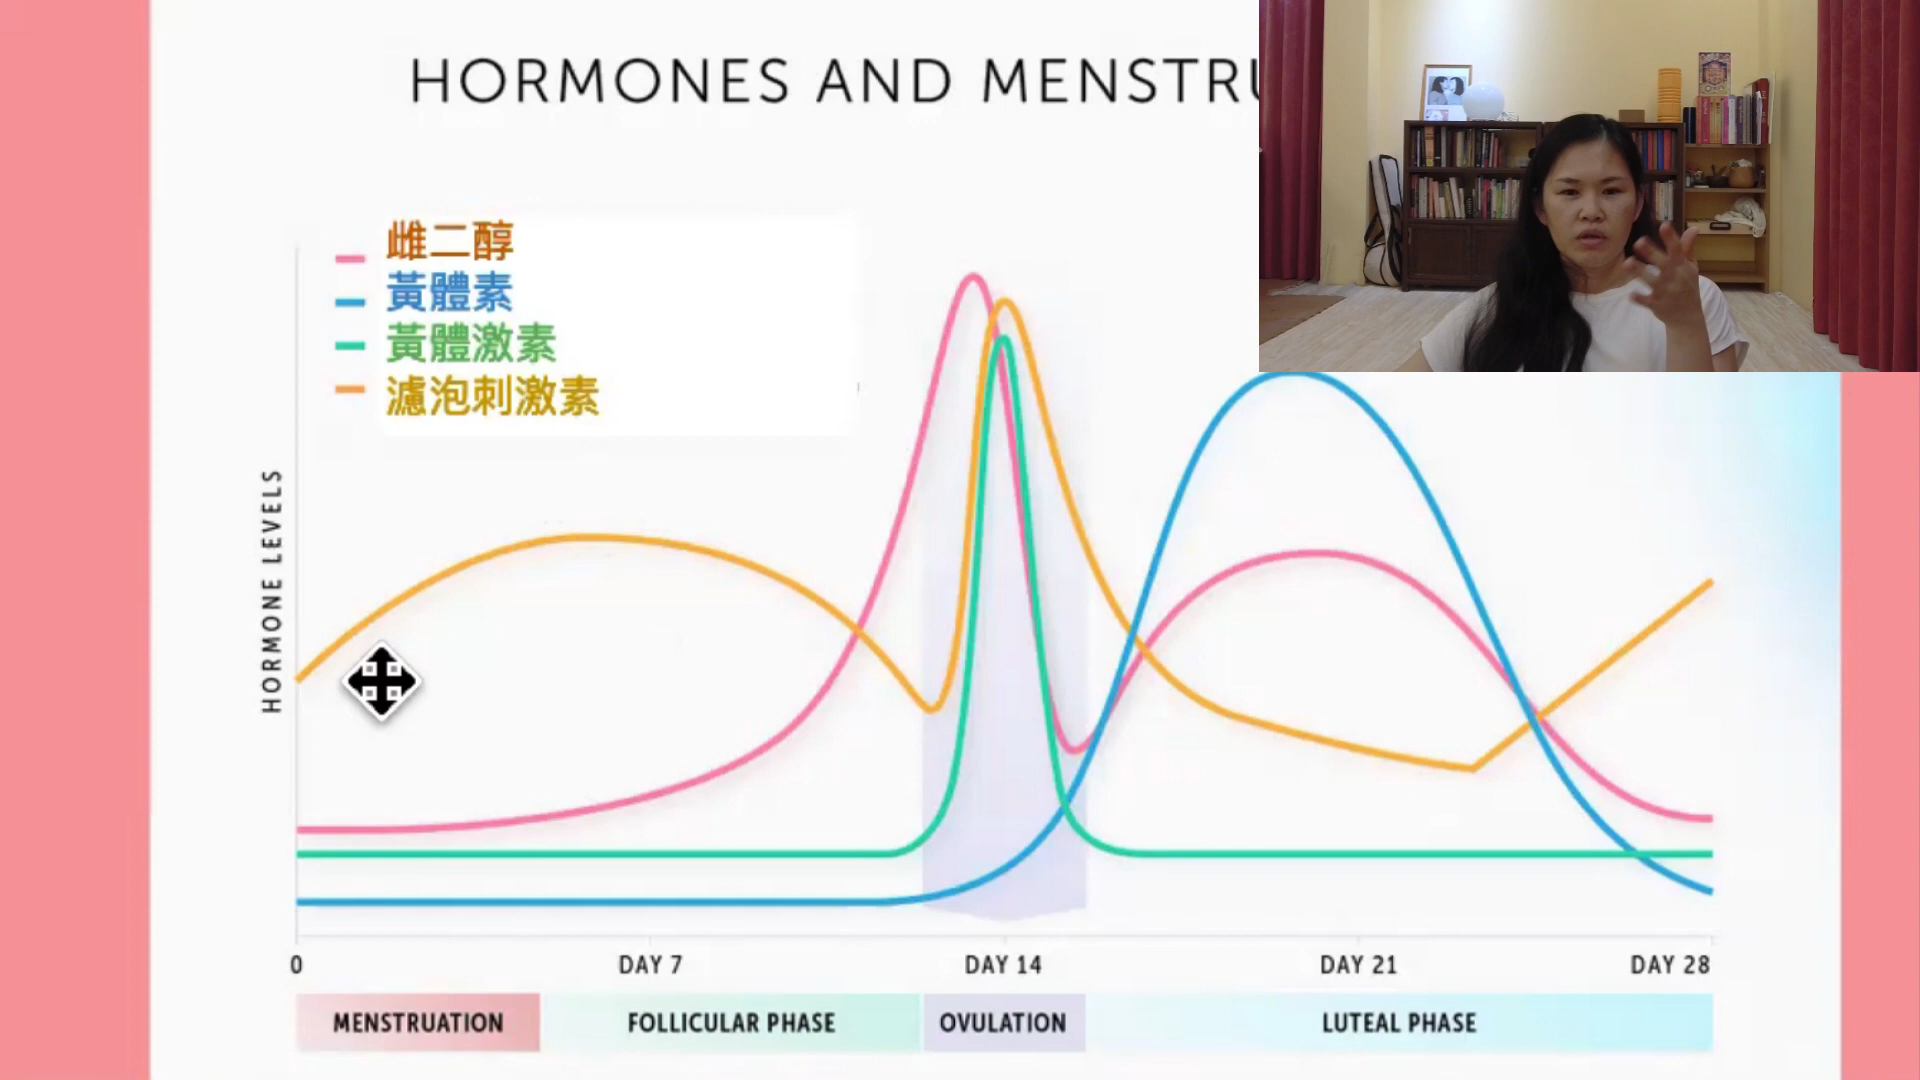 HORMONES AND MENSTRU
雌二醇
黃體素
黃體激素
濾泡刺激素
HORMONE LEVELS
0
DAY 7
DAY 14
DAY 21
DAY 28
MENSTRUATION
FOLLICULAR PHASE
OVULATION
LUTEAL PHASE